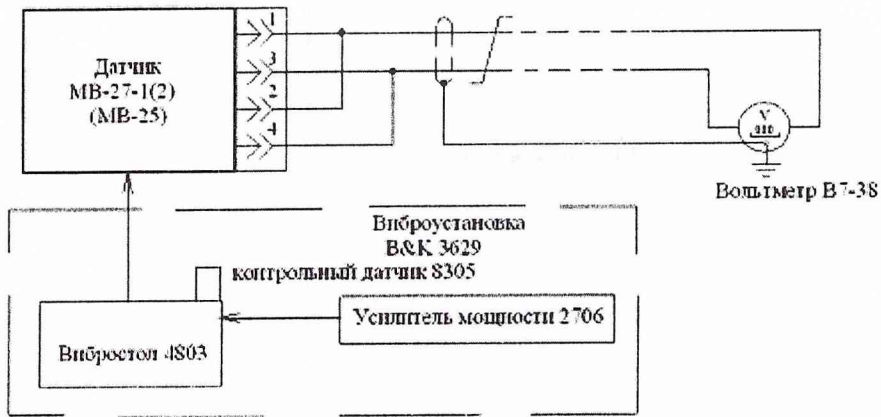 Датчик
МВ-27-1(2)
(МВ-25)
1
3
2
4
V
Вольтметр В7-38
Виброустановка
B&K 3629
контрольный датчик 8305
Усилитель мощности 2706
Вибростол 4803